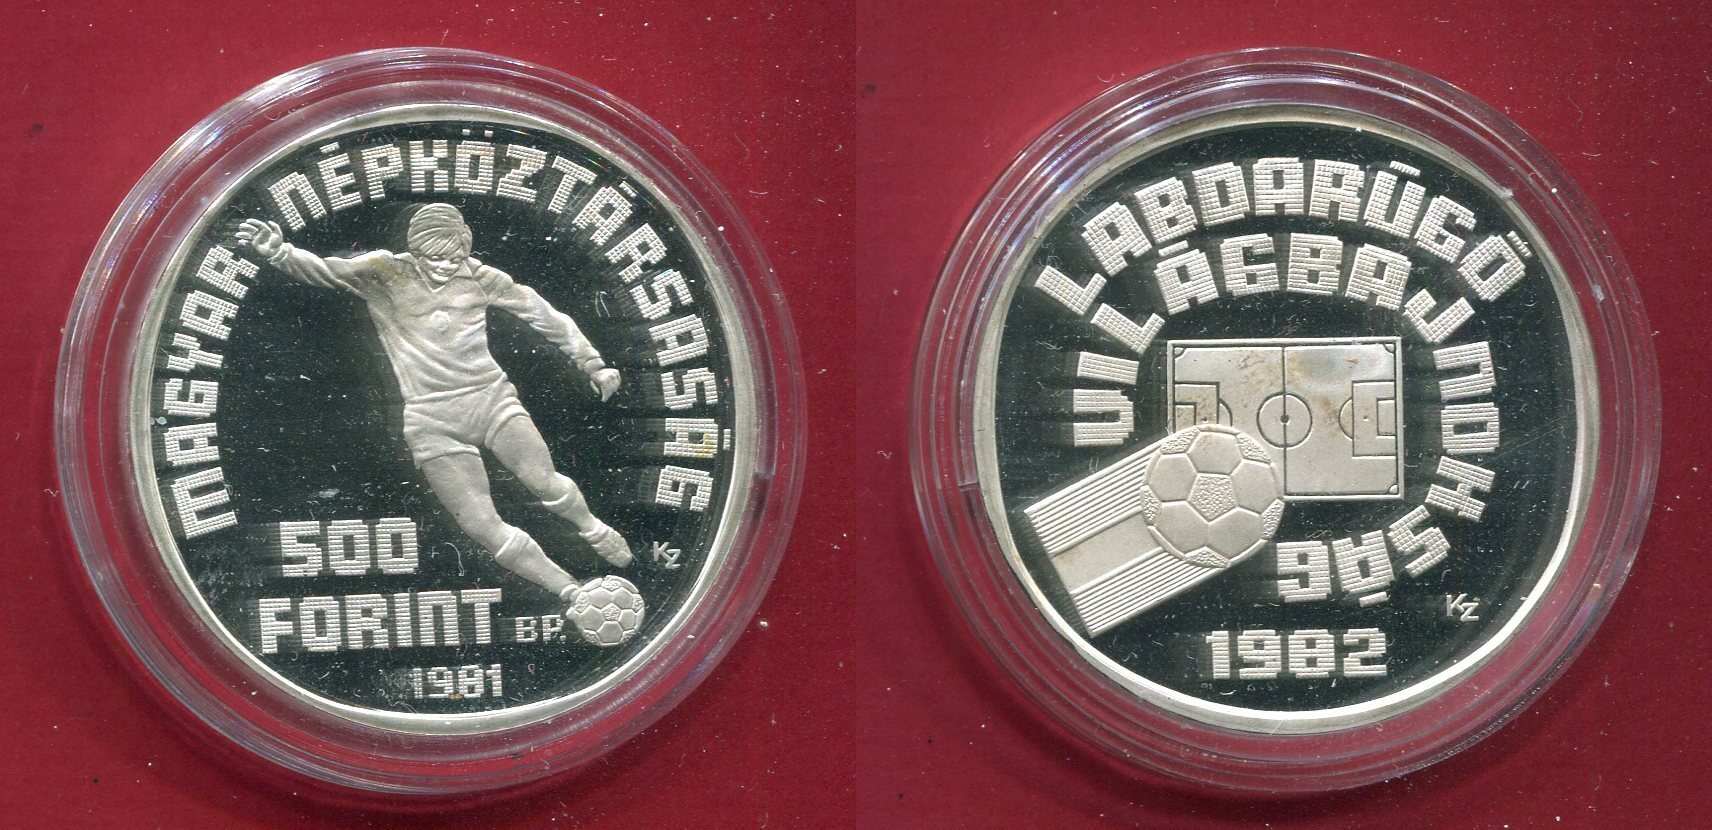 MAGYAR NÉPKÖZTÁRSASÁG
500
FORINT
BP.
1981
KZ
LABDARÚGÓ
VILÁGBAJNOKSÁG
KZ
1982